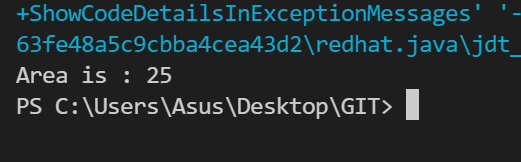 +ShowCodeDetailsInExceptionMessages' '-
63fe48a5c9cbba4cea43d2\redhat.java\jdt_
Area is : 25
PS C:\Users\Asus\Desktop\GIT>